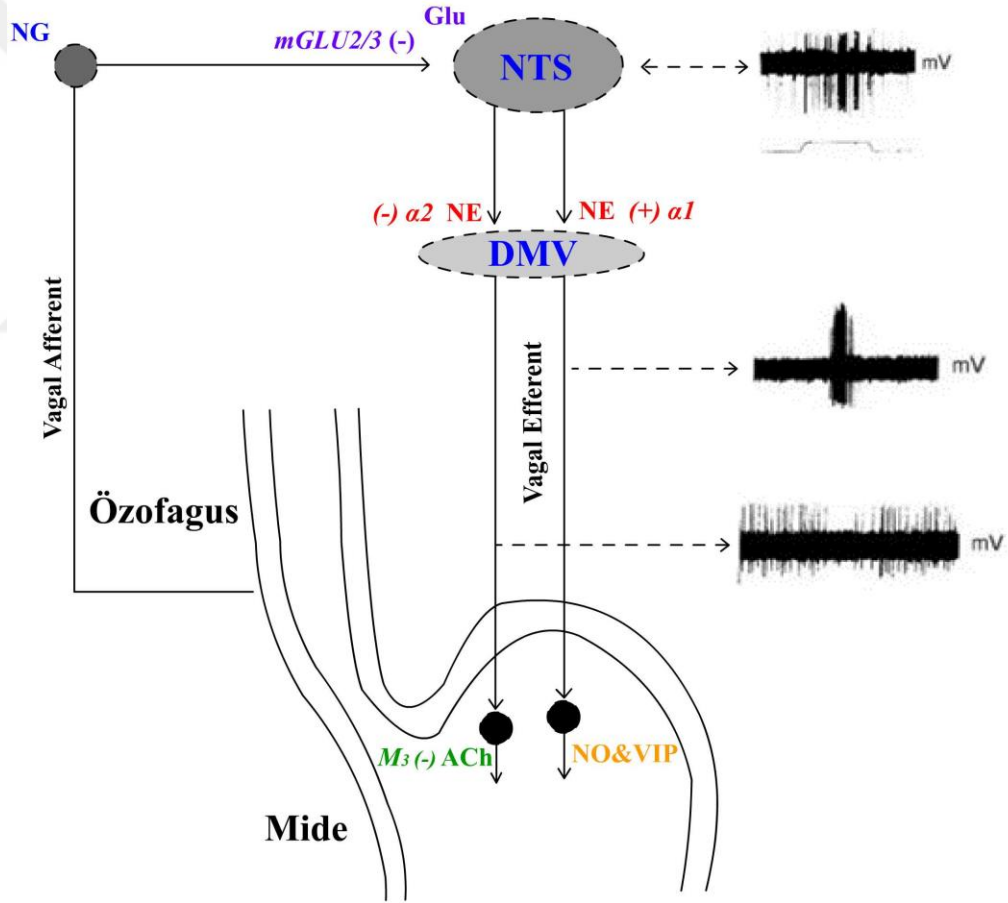 NG
Glu
mGLU2/3 (-)
NTS
mV
(-) α2 NE
NE (+) α1
DMV
Vagal Afferent
Vagal Efferent
mV
Özofagus
mV
M3 (-) ACh
NO&VIP
Mide